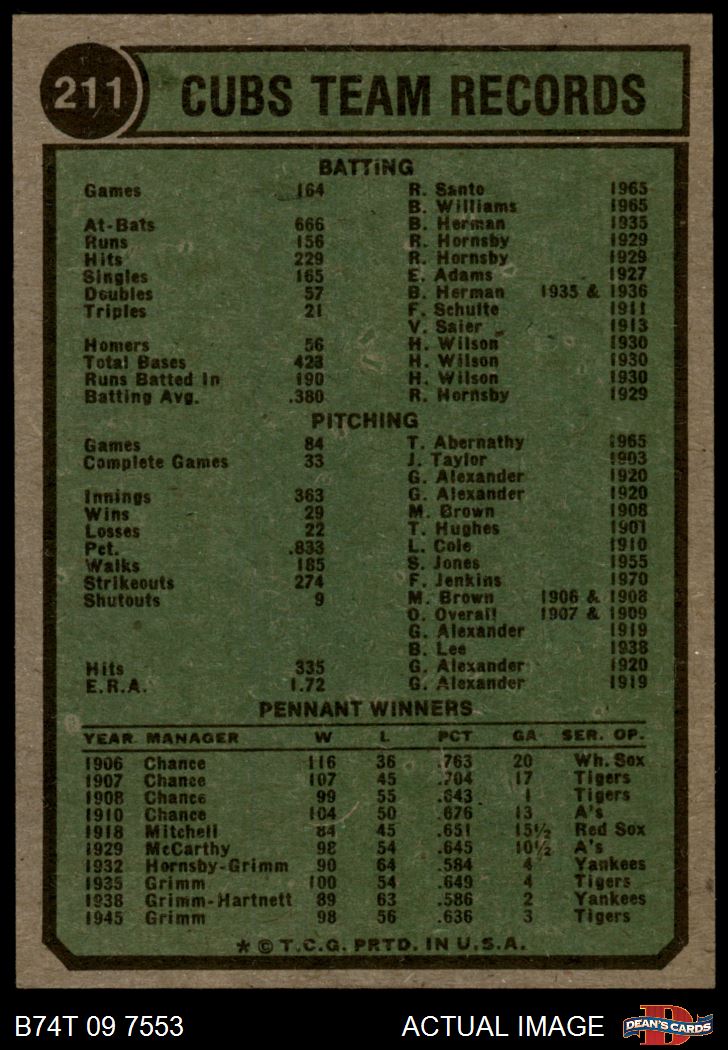 211 CUBS TEAM RECORDS
BATTING
Games 164 R. Santo 1965
B. Williams 1965
At-Bats 666 B. Herman 1935
Runs 156 R. Hornsby 1929
Hits 229 R. Hornsby 1929
Singles 165 E. Adams 1927
Doubles 57 B. Herman 1935 & 1936
Triples 21 F. Schulte 1911
V. Saier 1913
Homers 56 H. Wilson 1930
Total Bases 423 H. Wilson 1930
Runs Batted In 190 H. Wilson 1930
Batting Avg. .380 R. Hornsby 1929
PITCHING
Games 84 T. Abernathy 1965
Complete Games 33 J. Taylor 1903
G. Alexander 1920
Innings 363 G. Alexander 1920
Wins 29 M. Brown 1908
Losses 22 T. Hughes 1901
Pct. .833 L. Cole 1910
Walks 185 S. Jones 1955
Strikeouts 274 F. Jenkins 1970
Shutouts 9 M. Brown 1906 & 1908
O. Overall 1907 & 1909
G. Alexander 1919
B. Lee 1938
Hits 335 G. Alexander 1920
E.R.A. 1.72 G. Alexander 1919
PENNANT WINNERS
YEAR MANAGER W L PCT GA SER. OP.
1906 Chance 116 36 .763 20 Wh. Sox
1907 Chance 107 45 .704 17 Tigers
1908 Chance 99 55 .643 1 Tigers
1910 Chance 104 50 .676 13 A's
1918 Mitchell 84 45 .651 15½ Red Sox
1929 McCarthy 98 54 .645 10½ A's
1932 Hornsby-Grimm 90 64 .584 4 Yankees
1935 Grimm 100 54 .649 4 Tigers
1938 Grimm-Hartnett 89 63 .586 2 Yankees
1945 Grimm 98 56 .636 3 Tigers
* © T.C.G. PRTD. IN U.S.A.
B74T 09 7553 ACTUAL IMAGE DEAN'S CARDS